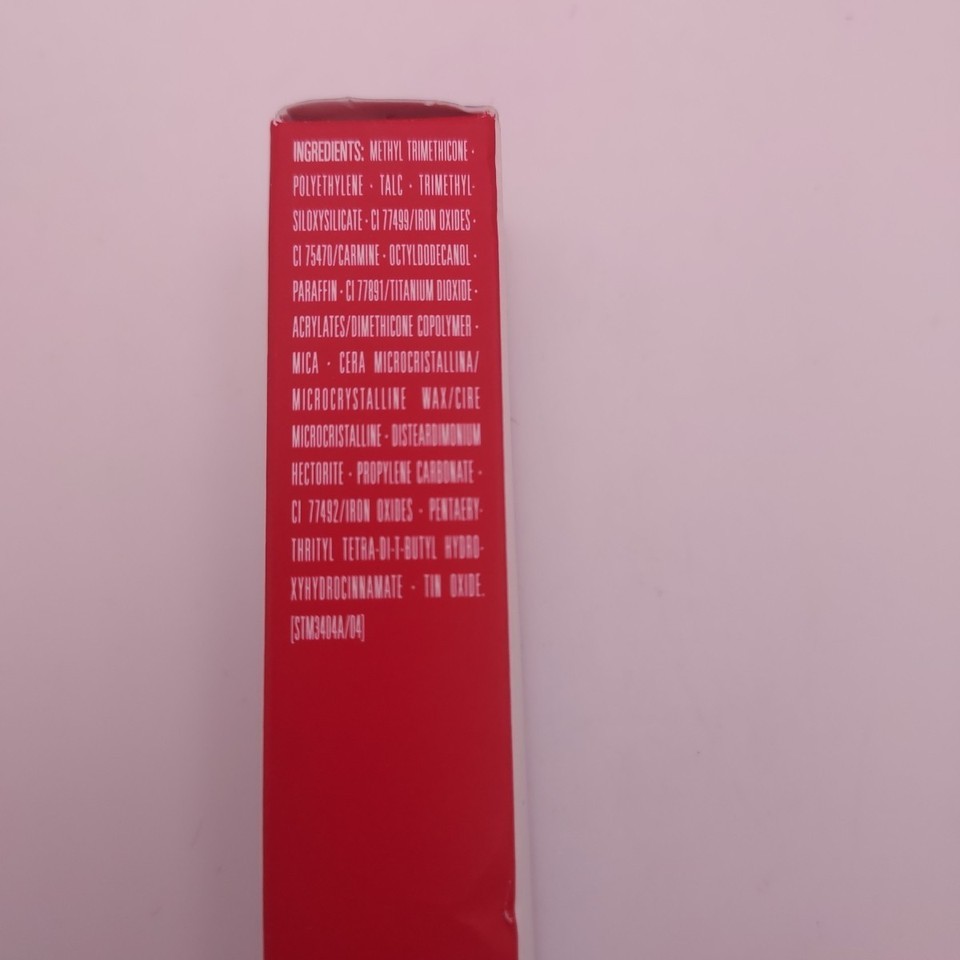 INGREDIENTS: METHYL TRIMETHICONE ·
POLYETHYLENE · TALC · TRIMETHYL-
SILOXYSILICATE · CI 77499/IRON OXIDES ·
CI 75470/CARMINE · OCTYLDODECANOL ·
PARAFFIN · CI 77891/TITANIUM DIOXIDE ·
ACRYLATES/DIMETHICONE COPOLYMER ·
MICA · CERA MICROCRISTALLINA/
MICROCRYSTALLINE WAX/CIRE
MICROCRISTALLINE · DISTEARDIMONIUM
HECTORITE · PROPYLENE CARBONATE ·
CI 77492/IRON OXIDES · PENTAERY-
THRITYL TETRA-DI-T-BUTYL HYDRO-
XYHYDROCINNAMATE · TIN OXIDE.
[STM3404A/04]